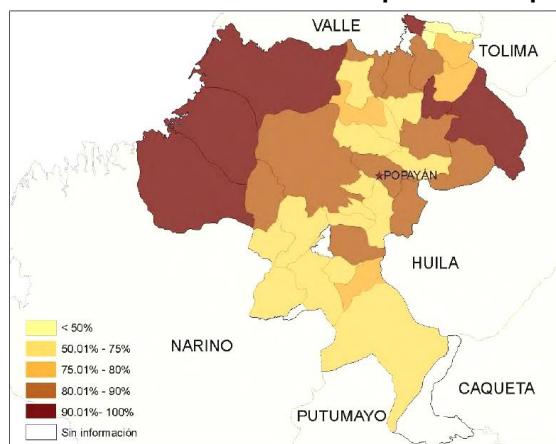 VALLE
TOLIMA
POPAYÁN
HUILA
NARINO
CAQUETA
PUTUMAYO
< 50%
50.01% - 75%
75.01% - 80%
80.01% - 90%
90.01%- 100%
Sin información